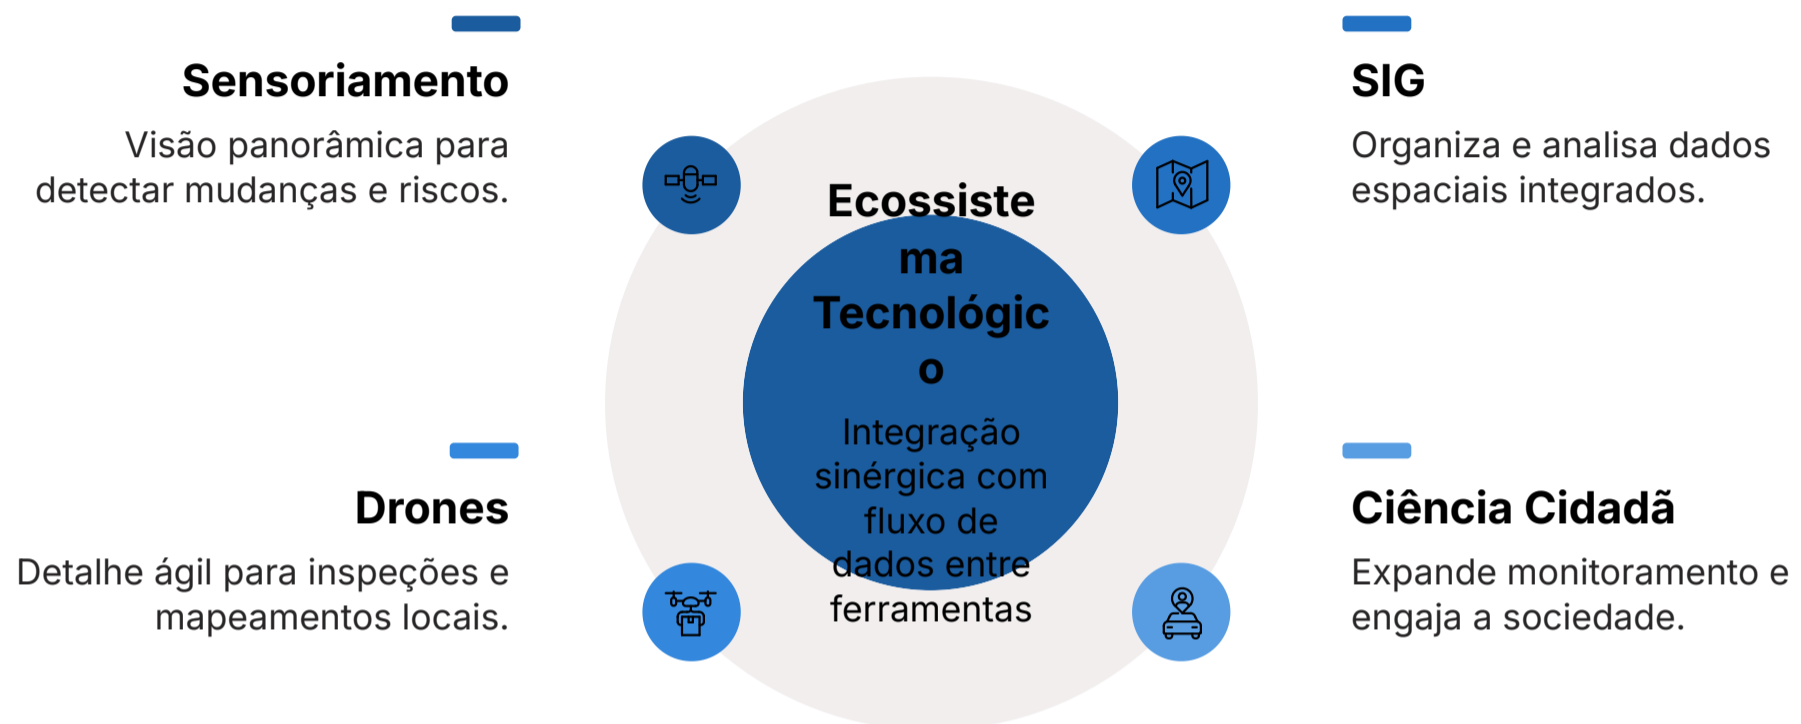 Sensoriamento
Visão panorâmica para
detectar mudanças e riscos.
SIG
Organiza e analisa dados
espaciais integrados.
Ecossiste
ma
Tecnológic
o
Integração
sinérgica com
fluxo de
dados entre
ferramentas
Drones
Detalhe ágil para inspeções e
mapeamentos locais.
Ciência Cidadã
Expande monitoramento e
engaja a sociedade.